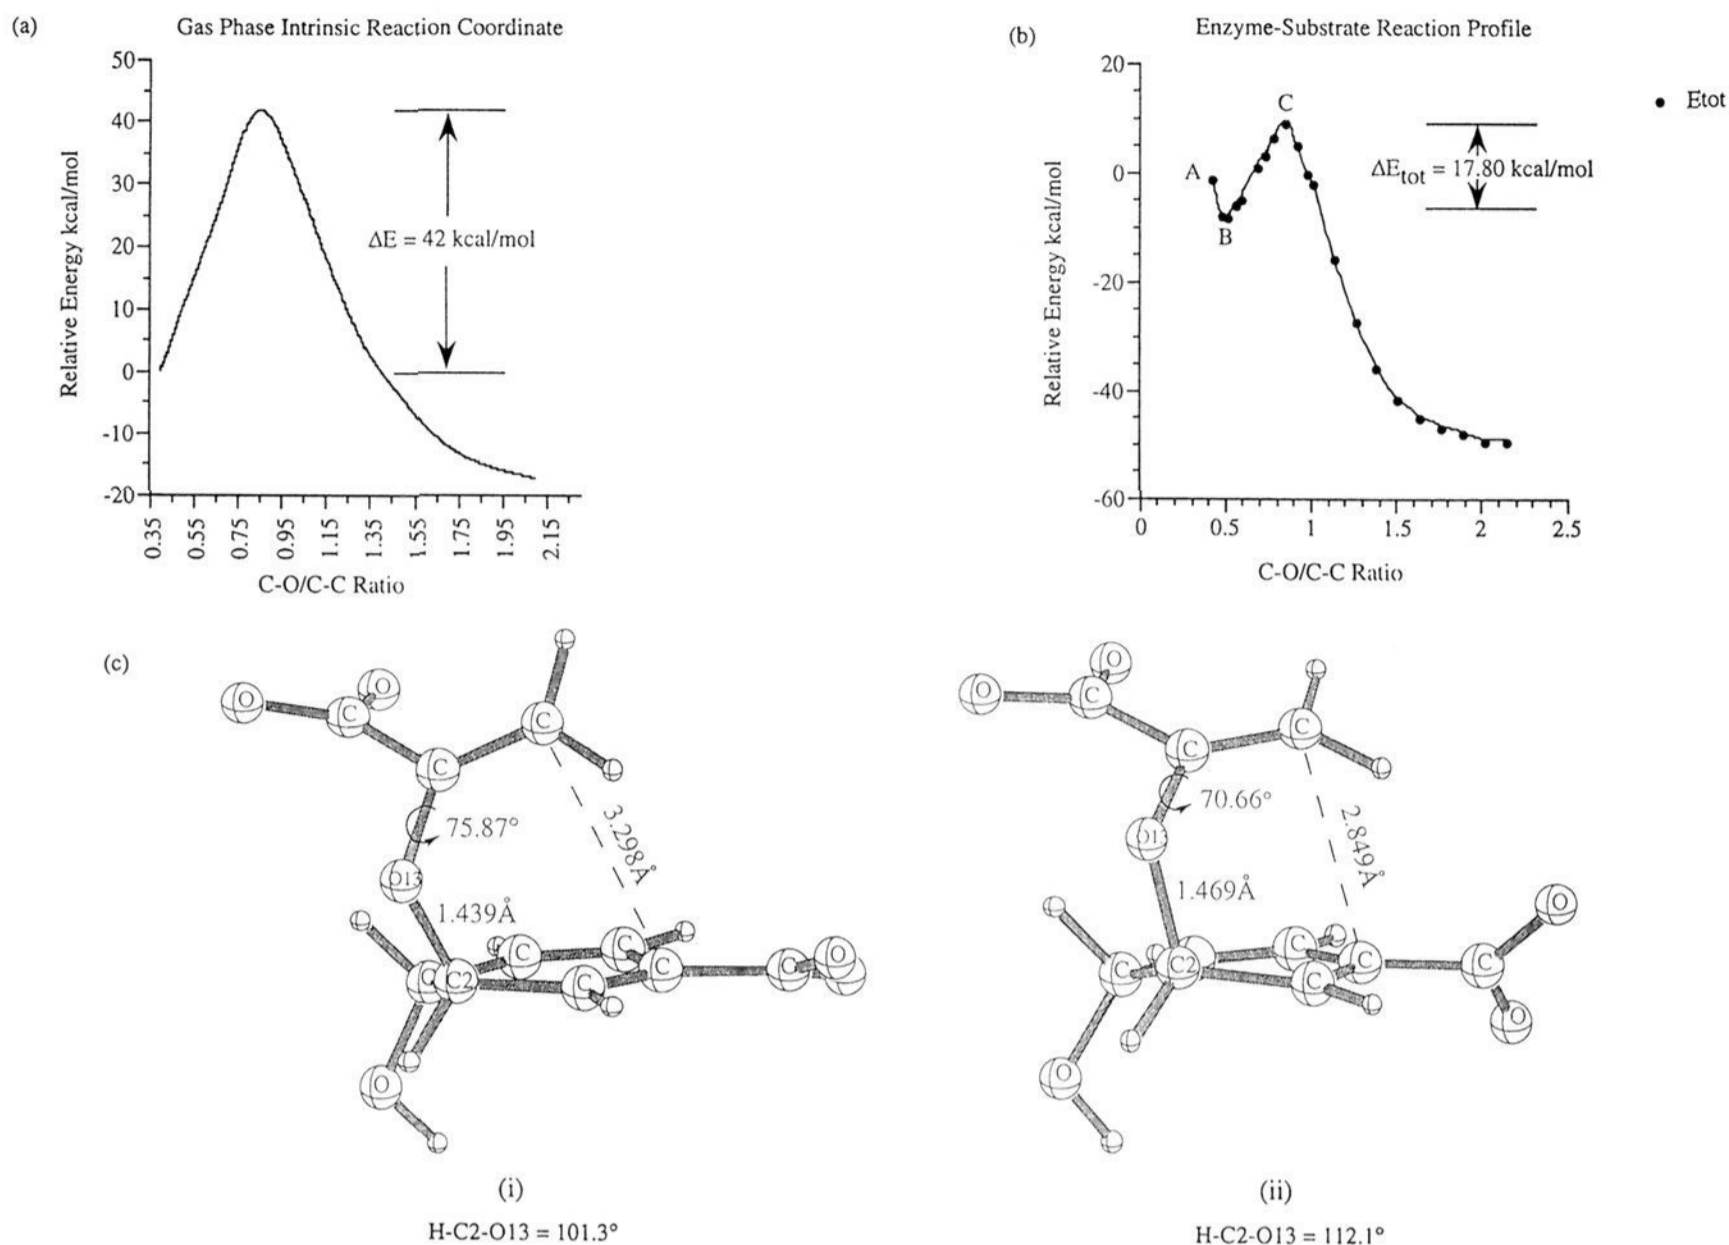 (a)
Gas Phase Intrinsic Reaction Coordinate
50
40
30
20
10
0
-10
-20
Relative Energy kcal/mol
ΔE = 42 kcal/mol
0.35
0.55
0.75
0.95
1.15
1.35
1.55
1.75
1.95
2.15
C-O/C-C Ratio
(b)
Enzyme-Substrate Reaction Profile
20
0
-20
-40
-60
Relative Energy kcal/mol
A
B
C
ΔEtot = 17.80 kcal/mol
Etot
0
0.5
1
1.5
2
2.5
C-O/C-C Ratio
(c)
O
O
C
C
C
75.87°
3.298Å
O13
1.439Å
C
C
C
C2
C
C
C
O
O
O
(i)
H-C2-O13 = 101.3°
O
O
C
C
C
70.66°
2.849Å
O13
1.469Å
C
C2
C
C
C
C
O
O
O
(ii)
H-C2-O13 = 112.1°